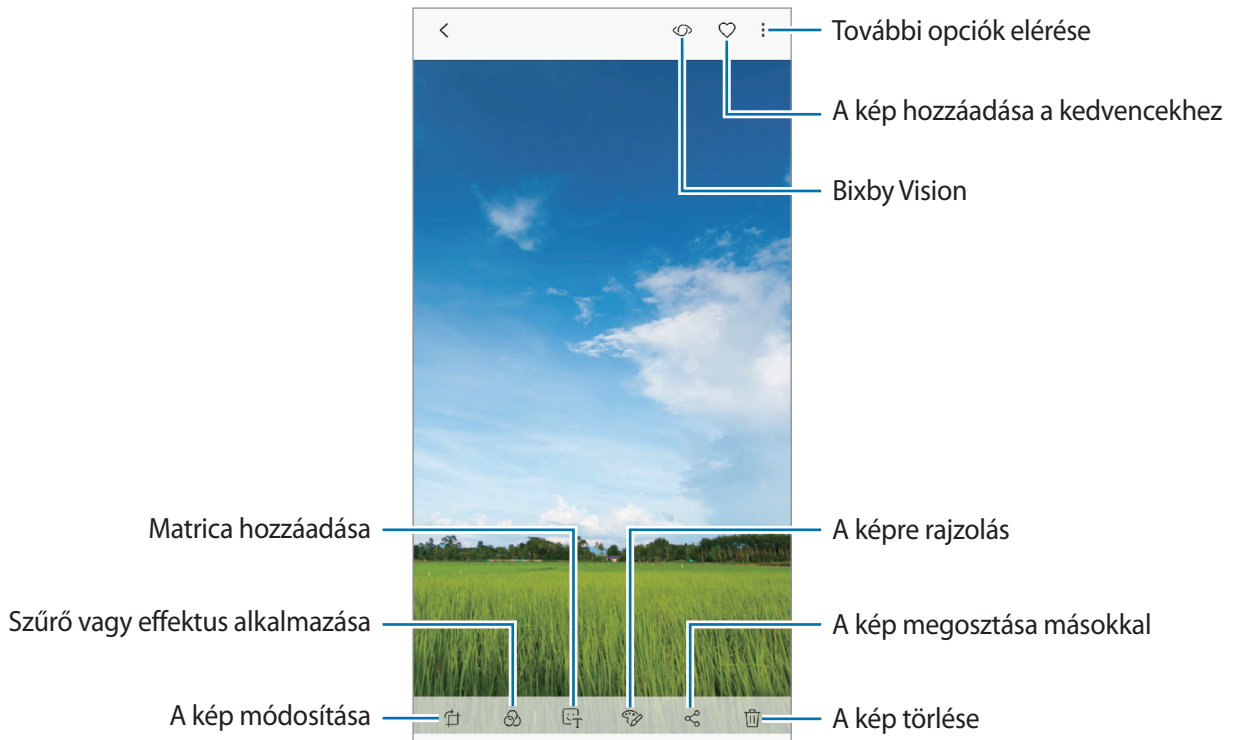 További opciók elérése
A kép hozzáadása a kedvencekhez
Bixby Vision
Matrica hozzáadása
A képre rajzolás
Szűrő vagy effektus alkalmazása
A kép megosztása másokkal
A kép módosítása
A kép törlése